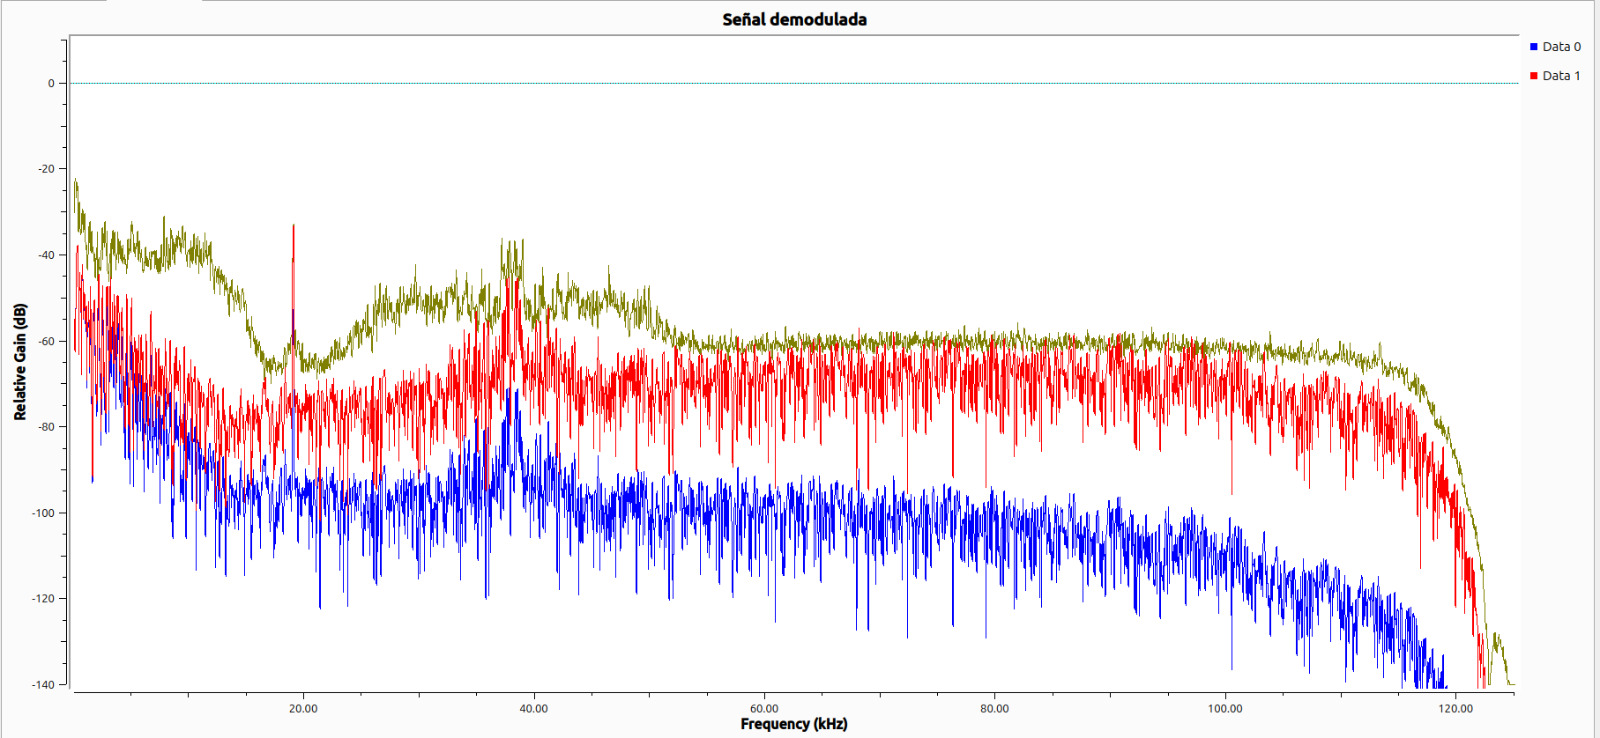 Señal demodulada
Data 0
Data 1
0
-20
-40
-60
-80
-100
-120
-140
Relative Gain (dB)
20.00
40.00
60.00
80.00
100.00
120.00
Frequency (kHz)